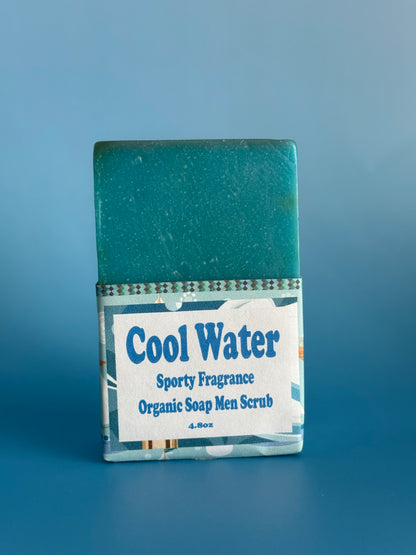 Cool Water
Sporty Fragrance
Organic Soap Men Scrub
4.8oz